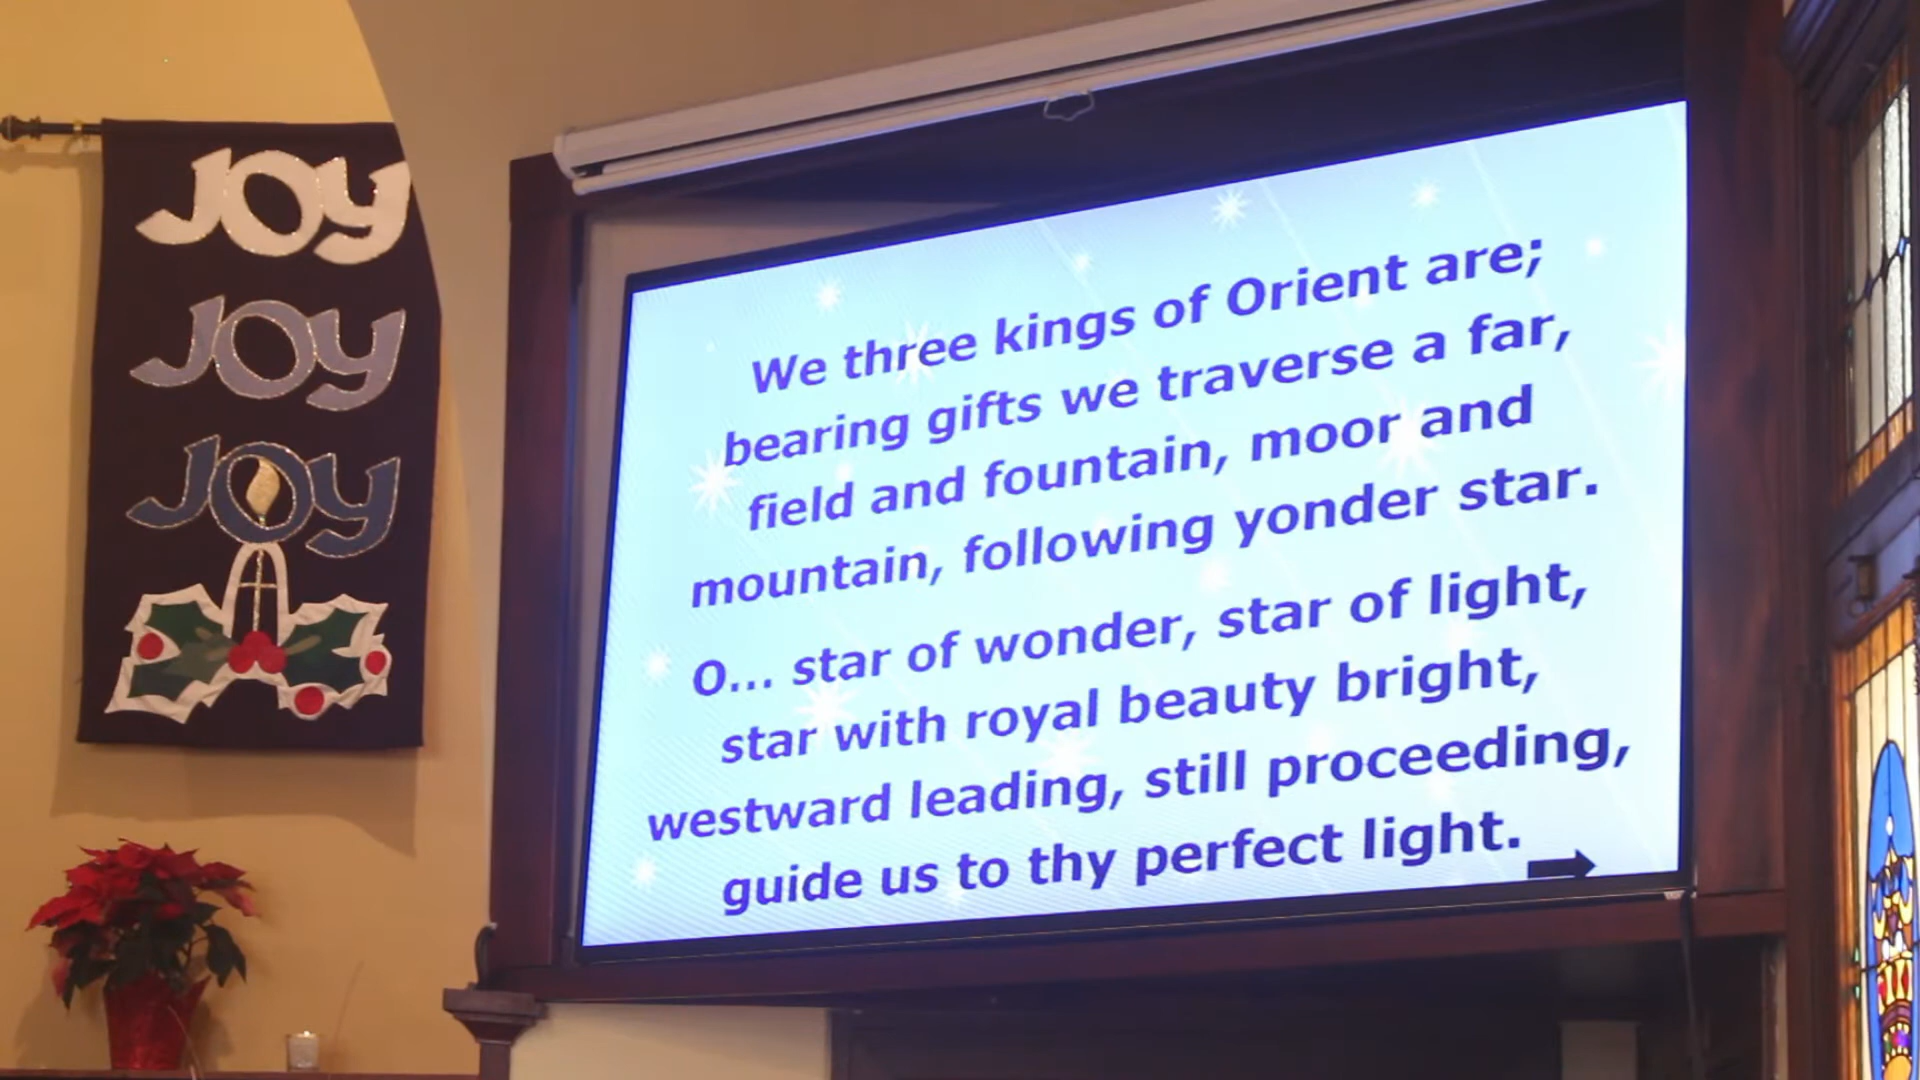 JOY
JOY
JOY
We three kings of Orient are;
bearing gifts we traverse a far,
field and fountain, moor and
mountain, following yonder star.
O... star of wonder, star of light,
star with royal beauty bright,
westward leading, still proceeding,
guide us to thy perfect light.